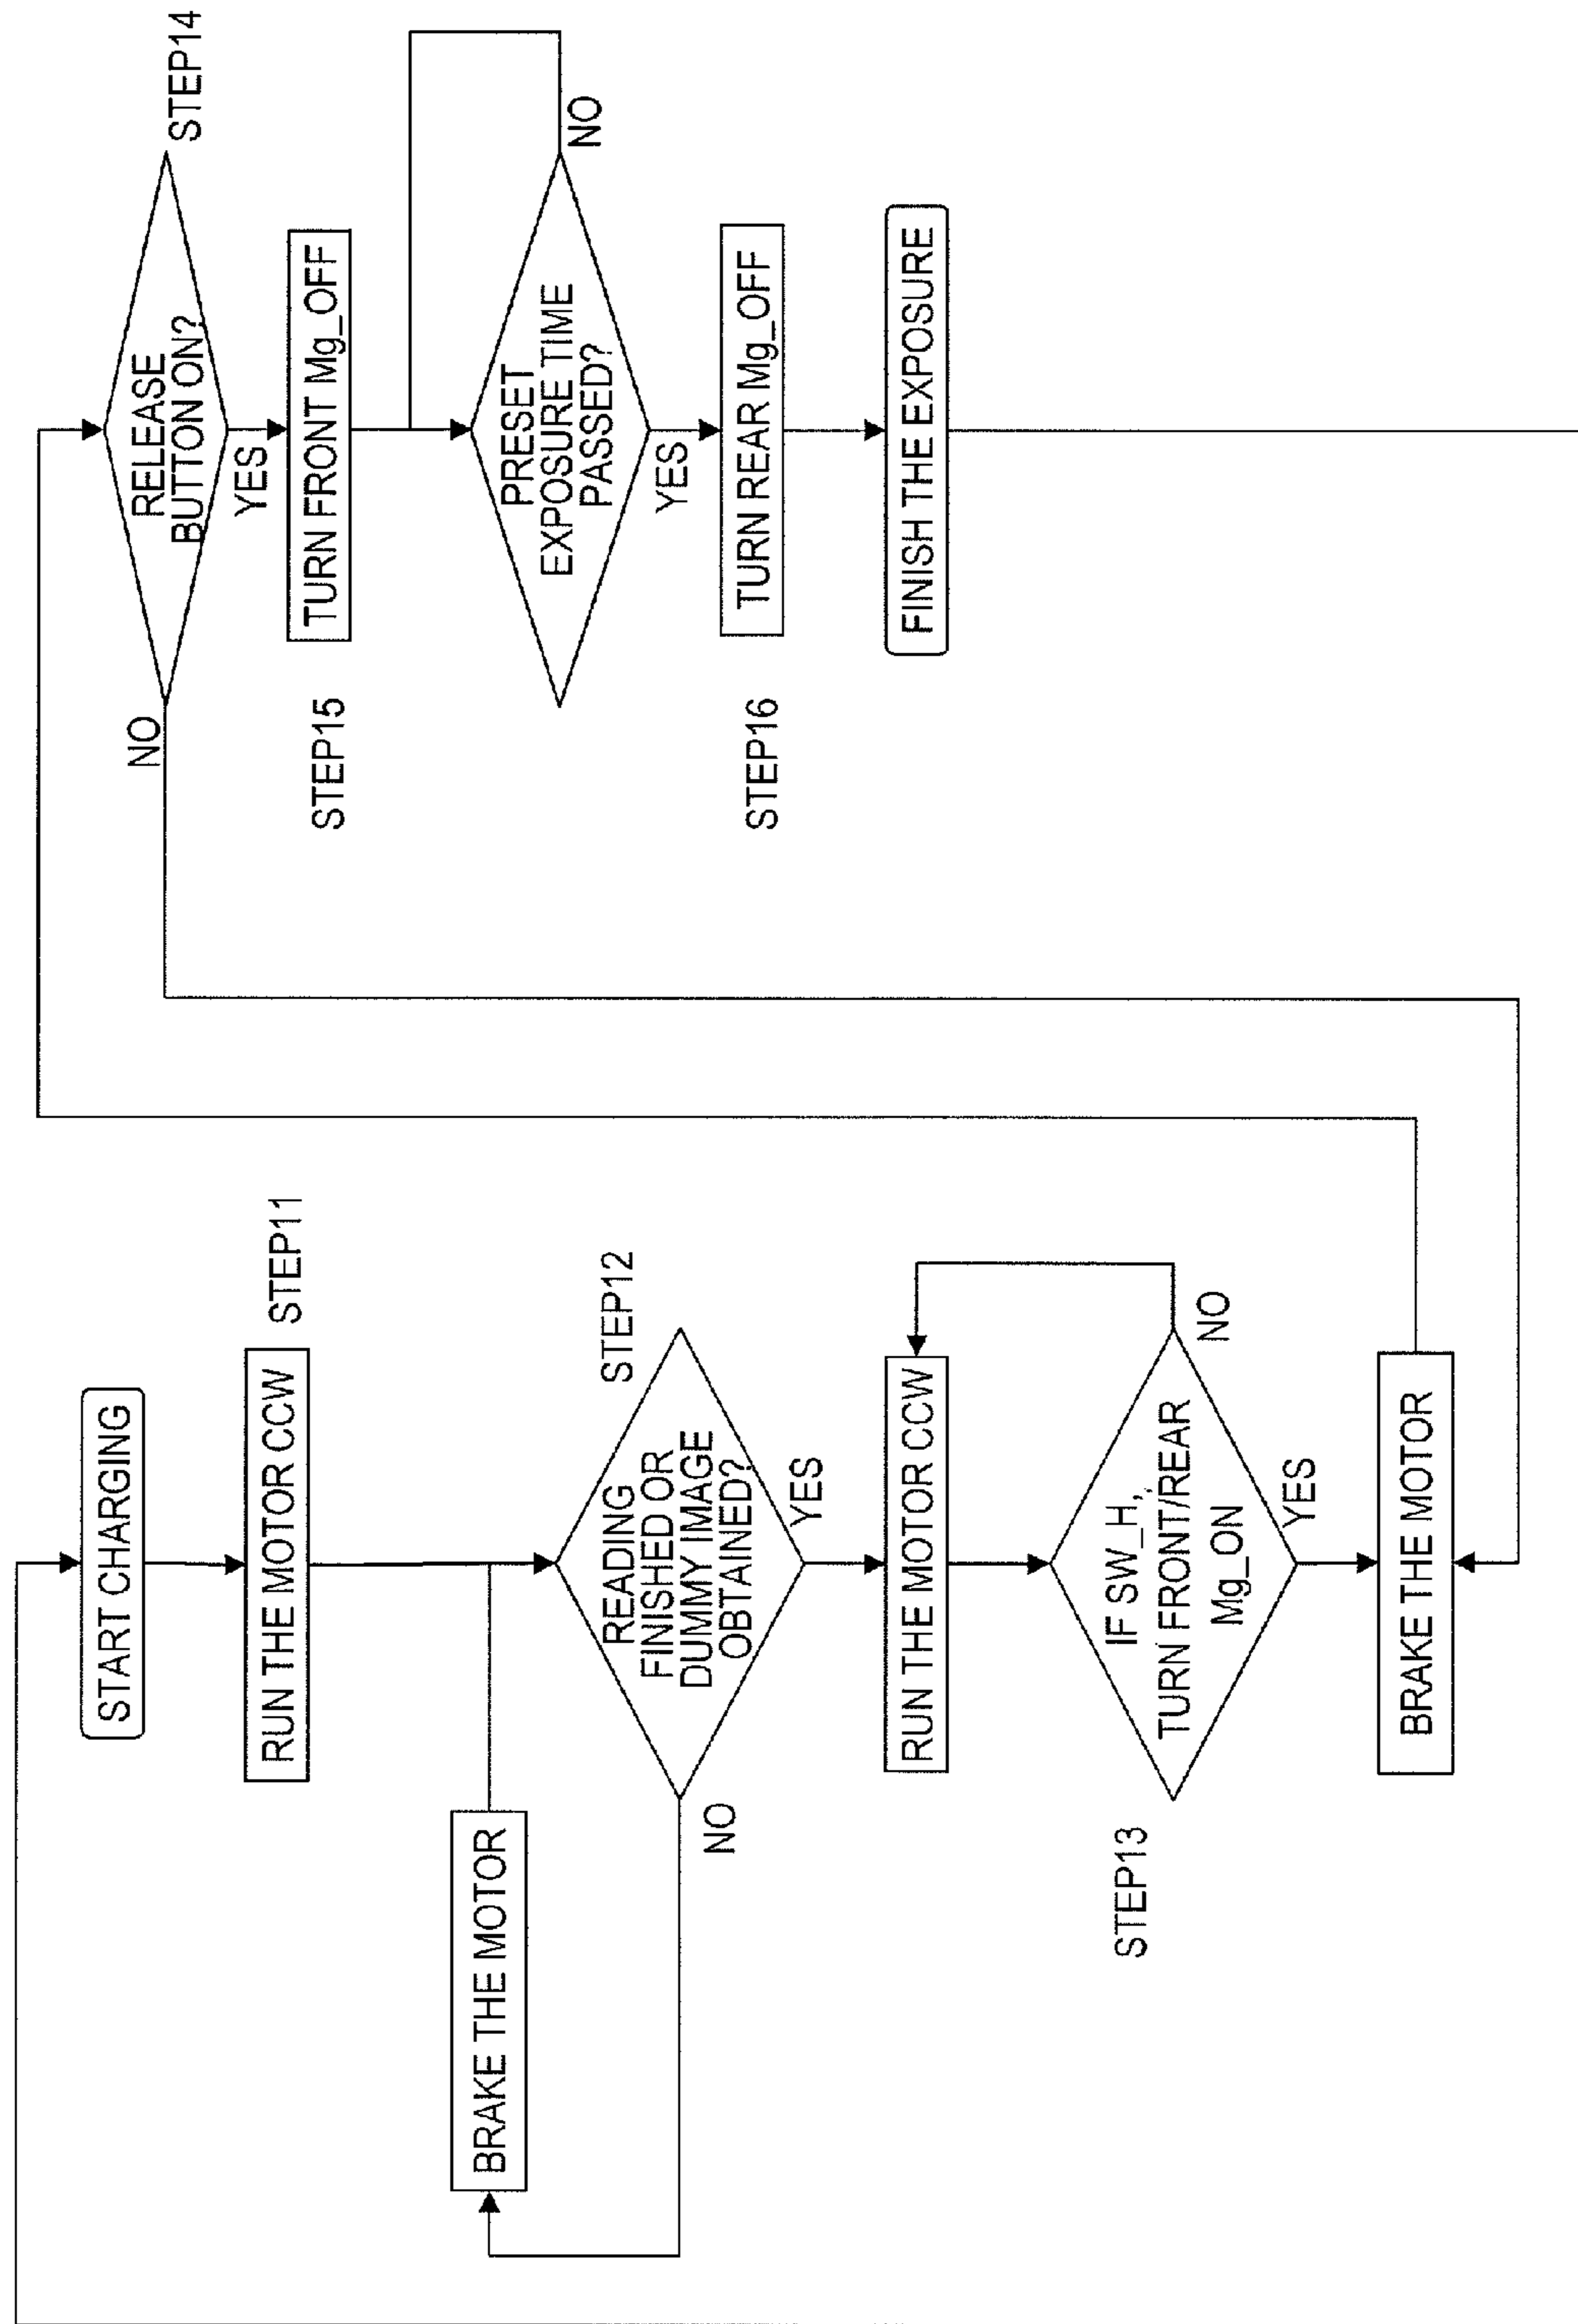 START CHARGING
RUN THE MOTOR CCW
STEP11
BRAKE THE MOTOR
STEP12
READING
FINISHED OR
DUMMY IMAGE
OBTAINED?
NO
YES
RUN THE MOTOR CCW
STEP13
IF SW_H,
TURN FRONT/REAR
Mg_ON
NO
YES
BRAKE THE MOTOR
STEP14
RELEASE
BUTTON ON?
NO
YES
STEP15
TURN FRONT Mg_OFF
PRESET
EXPOSURE TIME
PASSED?
NO
YES
STEP16
TURN REAR Mg_OFF
FINISH THE EXPOSURE